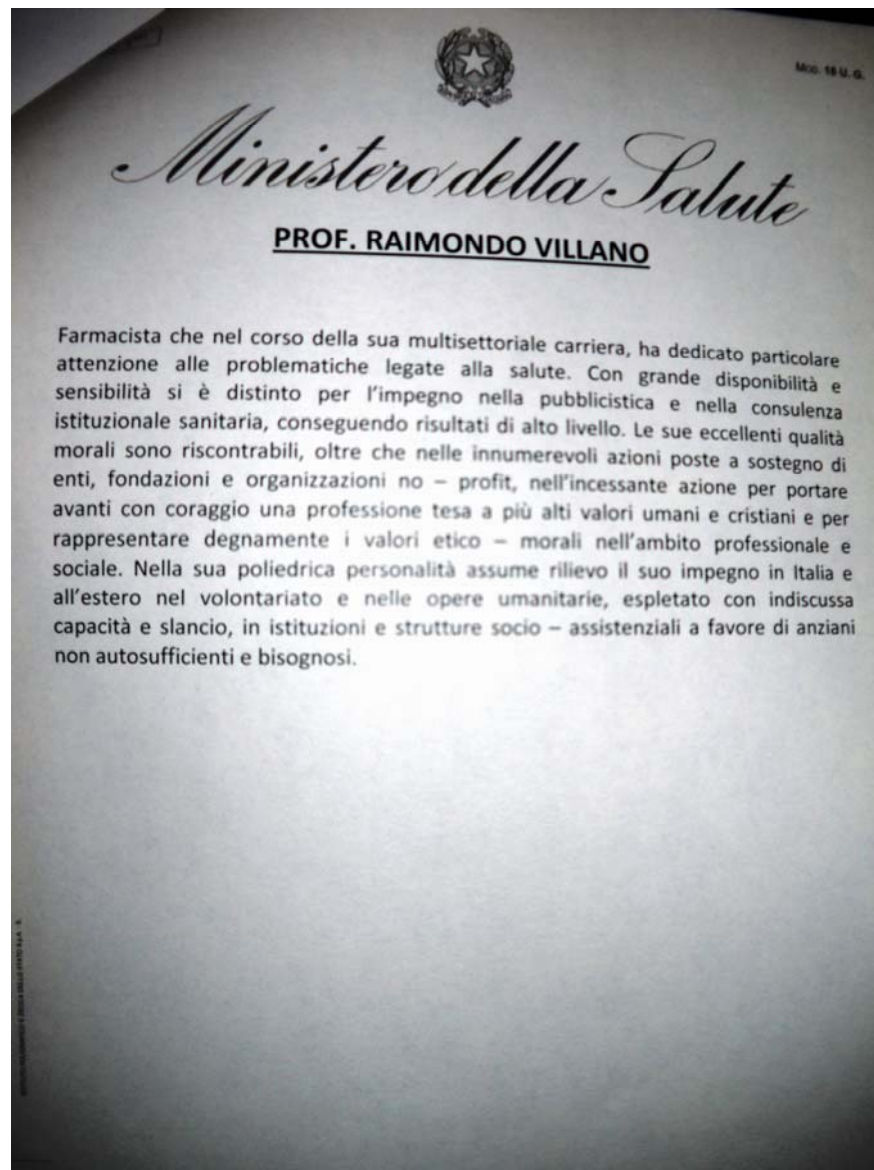 Mod. 18 U. G.
Ministero della Salute
PROF. RAIMONDO VILLANO
Farmacista che nel corso della sua multisettoriale carriera, ha dedicato particolare
attenzione alle problematiche legate alla salute. Con grande disponibilità e
sensibilità si è distinto per l'impegno nella pubblicistica e nella consulenza
istituzionale sanitaria, conseguendo risultati di alto livello. Le sue eccellenti qualità
morali sono riscontrabili, oltre che nelle innumerevoli azioni poste a sostegno di
enti, fondazioni e organizzazioni no – profit, nell'incessante azione per portare
avanti con coraggio una professione tesa a più alti valori umani e cristiani e per
rappresentare degnamente i valori etico – morali nell'ambito professionale e
sociale. Nella sua poliedrica personalità assume rilievo il suo impegno in Italia e
all'estero nel volontariato e nelle opere umanitarie, espletato con indiscussa
capacità e slancio, in istituzioni e strutture socio – assistenziali a favore di anziani
non autosufficienti e bisognosi.